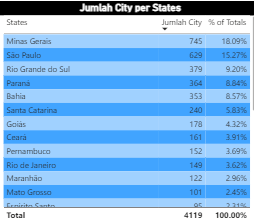 Jumlah City per States
States Jumlah City % of Totals
Minas Gerais 745 18.09%
São Paulo 629 15.27%
Rio Grande do Sul 379 9.20%
Paraná 364 8.84%
Bahia 353 8.57%
Santa Catarina 240 5.83%
Goiás 178 4.32%
Ceará 161 3.91%
Pernambuco 152 3.69%
Rio de Janeiro 149 3.62%
Maranhão 122 2.96%
Mato Grosso 101 2.45%
Espírito Santo 95 2.31%
Total 4119 100.00%